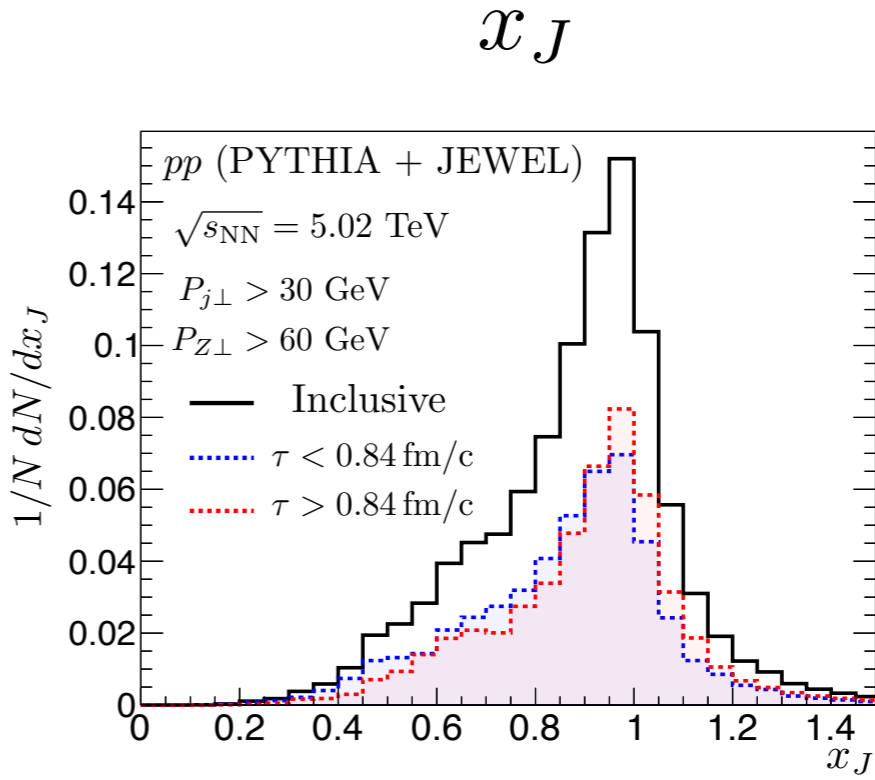 x_J
pp (PYTHIA + JEWEL)
√s_NN = 5.02 TeV
P_j⊥ > 30 GeV
P_Z⊥ > 60 GeV
Inclusive
τ < 0.84 fm/c
τ > 0.84 fm/c
1/N dN/dx_J
0.14
0.12
0.1
0.08
0.06
0.04
0.02
0
0 0.2 0.4 0.6 0.8 1 1.2 1.4
x_J